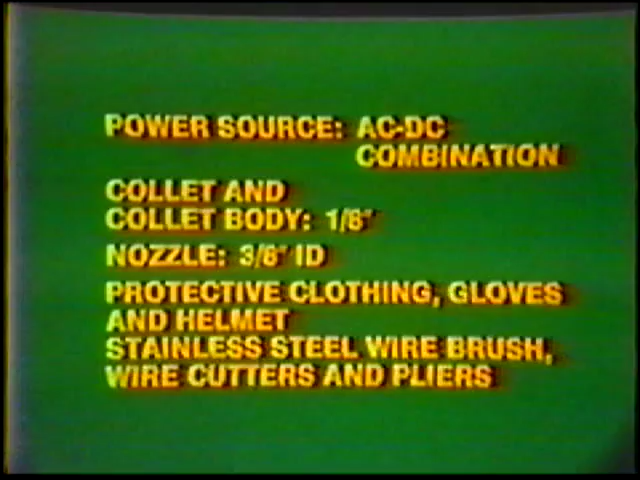 POWER SOURCE: AC-DC
COMBINATION
COLLET AND
COLLET BODY: 1/8"
NOZZLE: 3/8" ID
PROTECTIVE CLOTHING, GLOVES
AND HELMET
STAINLESS STEEL WIRE BRUSH,
WIRE CUTTERS AND PLIERS